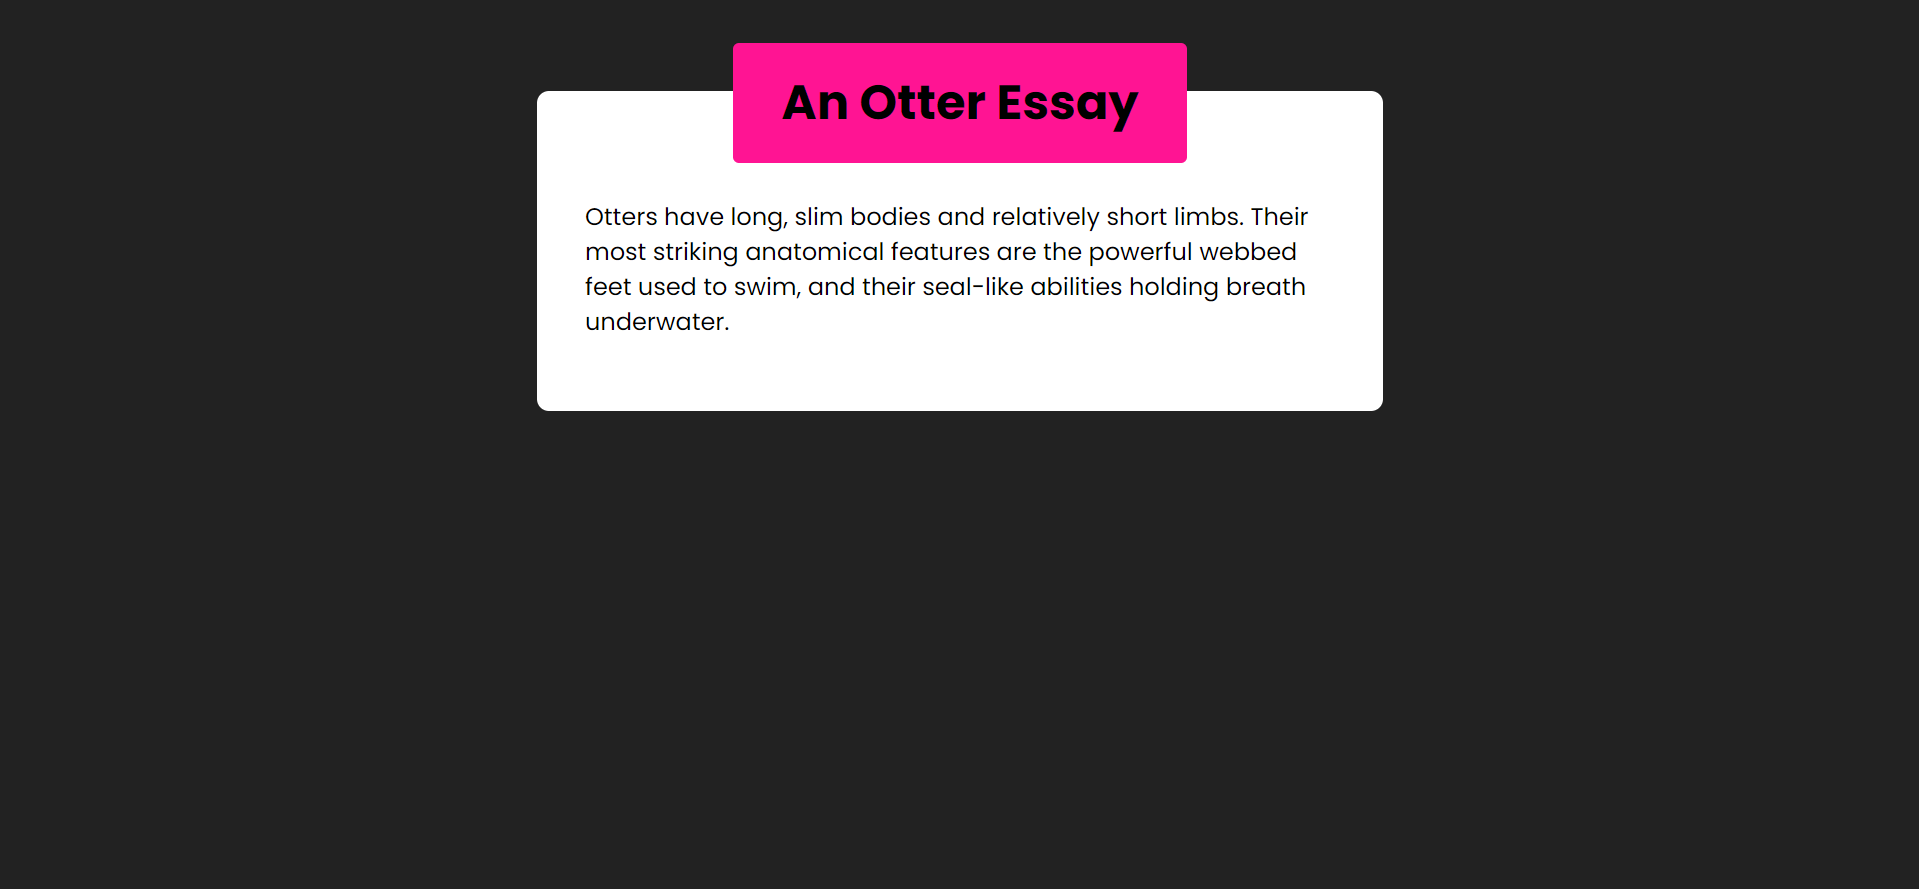 An Otter Essay
Otters have long, slim bodies and relatively short limbs. Their
most striking anatomical features are the powerful webbed
feet used to swim, and their seal-like abilities holding breath
underwater.